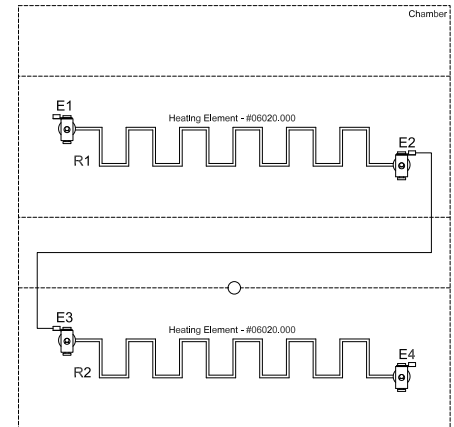 Chamber
E1
Heating Element - #06020.000
E2
R1
E3
Heating Element - #06020.000
E4
R2